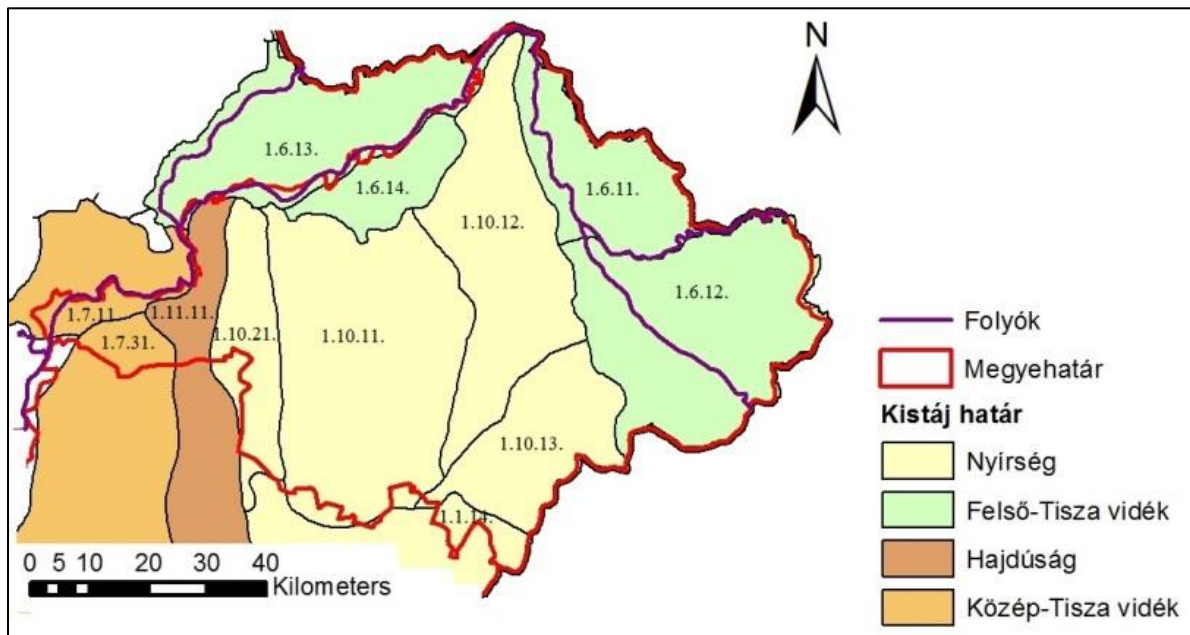 N
1.6.13.
1.6.14.
1.6.11.
1.10.12.
1.6.12.
1.7.11.
1.11.11.
1.10.21.
1.10.11.
1.7.31.
1.10.13.
1.1.14.
Folyók
Megyehatár
Kistáj határ
Nyírség
Felső-Tisza vidék
Hajdúság
Közép-Tisza vidék
0 5 10 20 30 40
Kilometers